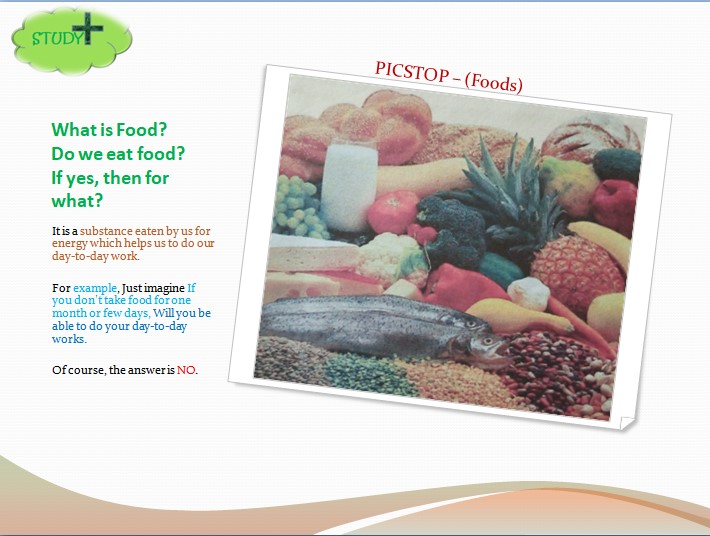 STUDY+
PICSTOP – (Foods)
What is Food?
Do we eat food?
If yes, then for
what?
It is a substance eaten by us for
energy which helps us to do our
day-to-day work.
For example, Just imagine If
you don't take food for one
month or few days, Will you be
able to do your day-to-day
works.
Of course, the answer is NO.